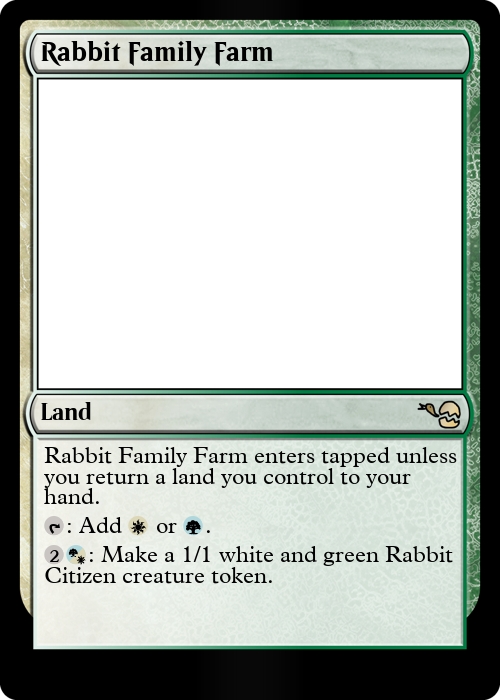 Rabbit Family Farm
Land
Rabbit Family Farm enters tapped unless
you return a land you control to your
hand.
: Add or .
2 : Make a 1/1 white and green Rabbit
Citizen creature token.